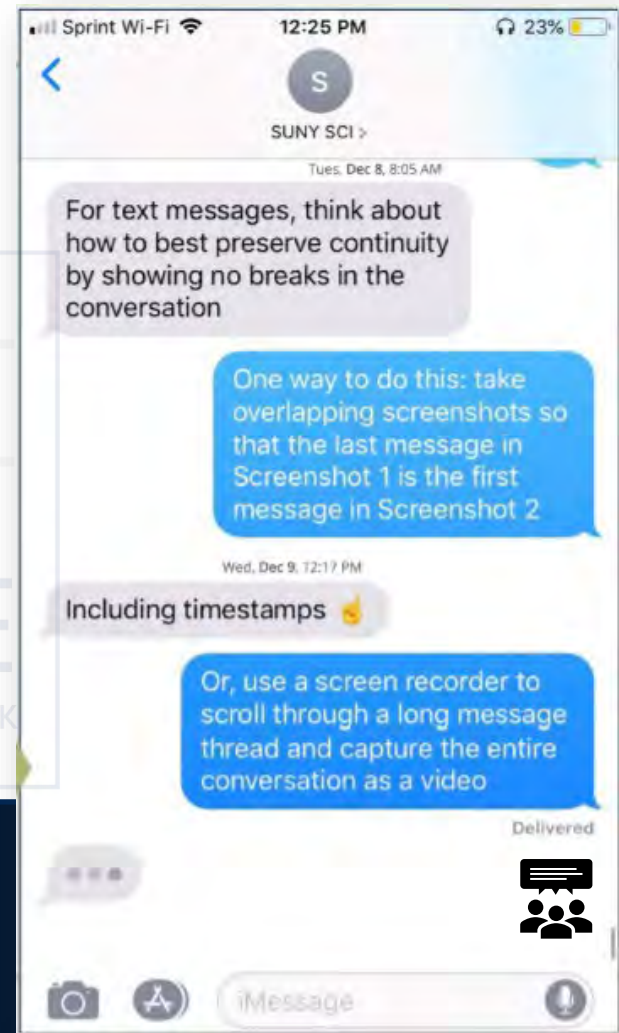 Sprint Wi-Fi 12:25 PM 23%
S
SUNY SCI >
Tues, Dec 8, 8:05 AM
For text messages, think about
how to best preserve continuity
by showing no breaks in the
conversation
One way to do this: take
overlapping screenshots so
that the last message in
Screenshot 1 is the first
message in Screenshot 2
Wed, Dec 9, 12:17 PM
Including timestamps ☝️
Or, use a screen recorder to
scroll through a long message
thread and capture the entire
conversation as a video
Delivered
iMessage